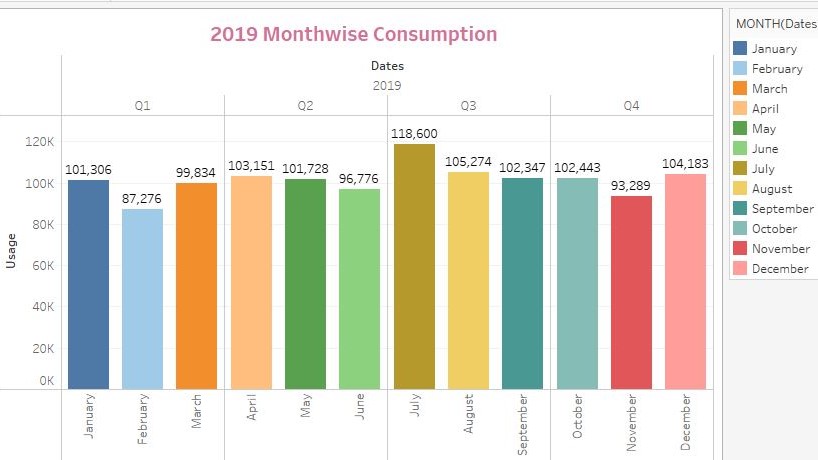 2019 Monthwise Consumption
Dates
2019
Q1 Q2 Q3 Q4
Usage
120K
100K
80K
60K
40K
20K
0K
101,306
87,276
99,834
103,151
101,728
96,776
118,600
105,274
102,347
102,443
93,289
104,183
January
February
March
April
May
June
July
August
September
October
November
December
MONTH(Dates
January
February
March
April
May
June
July
August
September
October
November
December